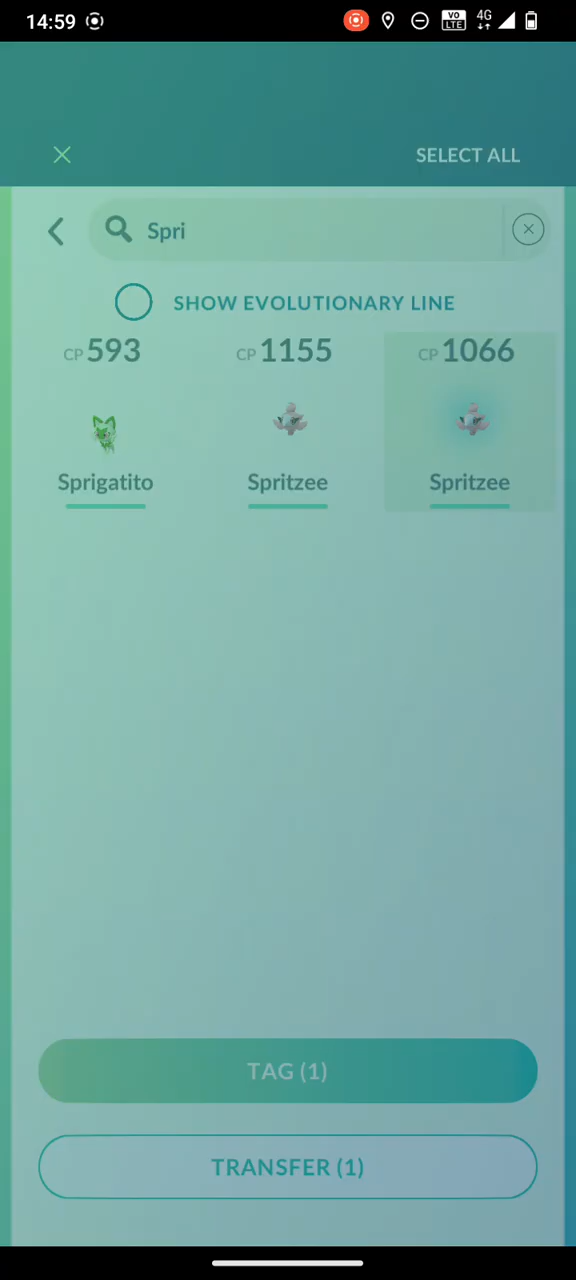 14:59 VO LTE 4G
SELECT ALL
Spri
SHOW EVOLUTIONARY LINE
CP 593 CP 1155 CP 1066
Sprigatito Spritzee Spritzee
TAG (1)
TRANSFER (1)